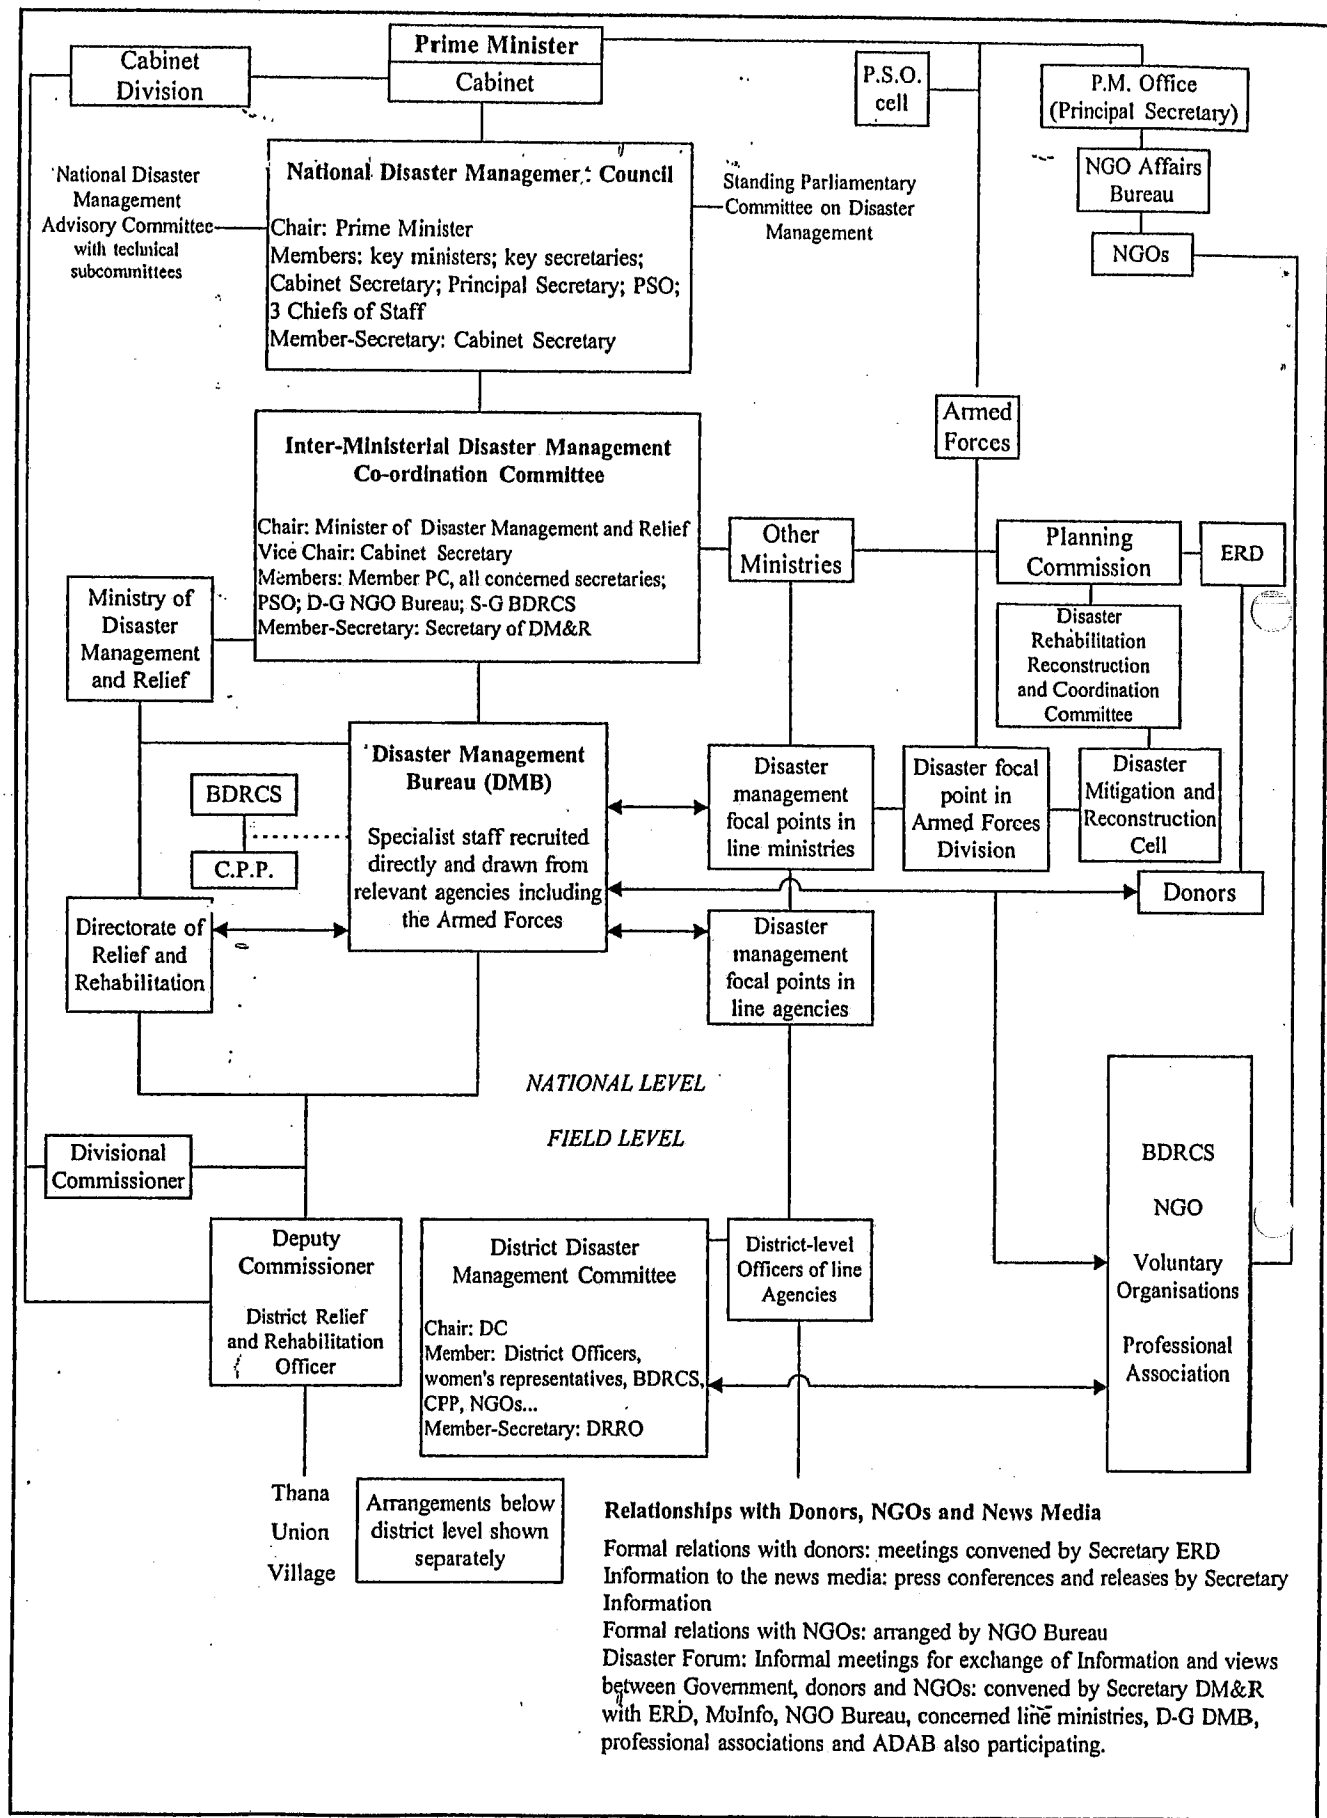 Prime Minister
Cabinet
Cabinet
Division
P.S.O.
cell
P.M. Office
(Principal Secretary)
NGO Affairs
Bureau
NGOs
National Disaster
Management
Advisory Committee
with technical
subcommittees
National Disaster Management Council
Chair: Prime Minister
Members: key ministers; key secretaries;
Cabinet Secretary; Principal Secretary; PSO;
3 Chiefs of Staff
Member-Secretary: Cabinet Secretary
Standing Parliamentary
Committee on Disaster
Management
Armed
Forces
Inter-Ministerial Disaster Management
Co-ordination Committee
Chair: Minister of Disaster Management and Relief
Vice Chair: Cabinet Secretary
Members: Member PC, all concerned secretaries;
PSO; D-G NGO Bureau; S-G BDRCS
Member-Secretary: Secretary of DM&R
Other
Ministries
Planning
Commission
ERD
Ministry of
Disaster
Management
and Relief
Disaster
Rehabilitation
Reconstruction
and Coordination
Committee
Disaster Management
Bureau (DMB)
Specialist staff recruited
directly and drawn from
relevant agencies including
the Armed Forces
BDRCS
C.P.P.
Disaster
management
focal points in
line ministries
Disaster focal
point in
Armed Forces
Division
Disaster
Mitigation and
Reconstruction
Cell
Donors
Directorate of
Relief and
Rehabilitation
Disaster
management
focal points in
line agencies
NATIONAL LEVEL
FIELD LEVEL
Divisional
Commissioner
Deputy
Commissioner
District Relief
and Rehabilitation
Officer
District Disaster
Management Committee
Chair: DC
Member: District Officers,
women's representatives, BDRCS,
CPP, NGOs...
Member-Secretary: DRRO
District-level
Officers of line
Agencies
BDRCS
NGO
Voluntary
Organisations
Professional
Association
Thana
Union
Village
Arrangements below
district level shown
separately
Relationships with Donors, NGOs and News Media
Formal relations with donors: meetings convened by Secretary ERD
Information to the news media: press conferences and releases by Secretary
Information
Formal relations with NGOs: arranged by NGO Bureau
Disaster Forum: Informal meetings for exchange of Information and views
between Government, donors and NGOs: convened by Secretary DM&R
with ERD, MoInfo, NGO Bureau, concerned line ministries, D-G DMB,
professional associations and ADAB also participating.